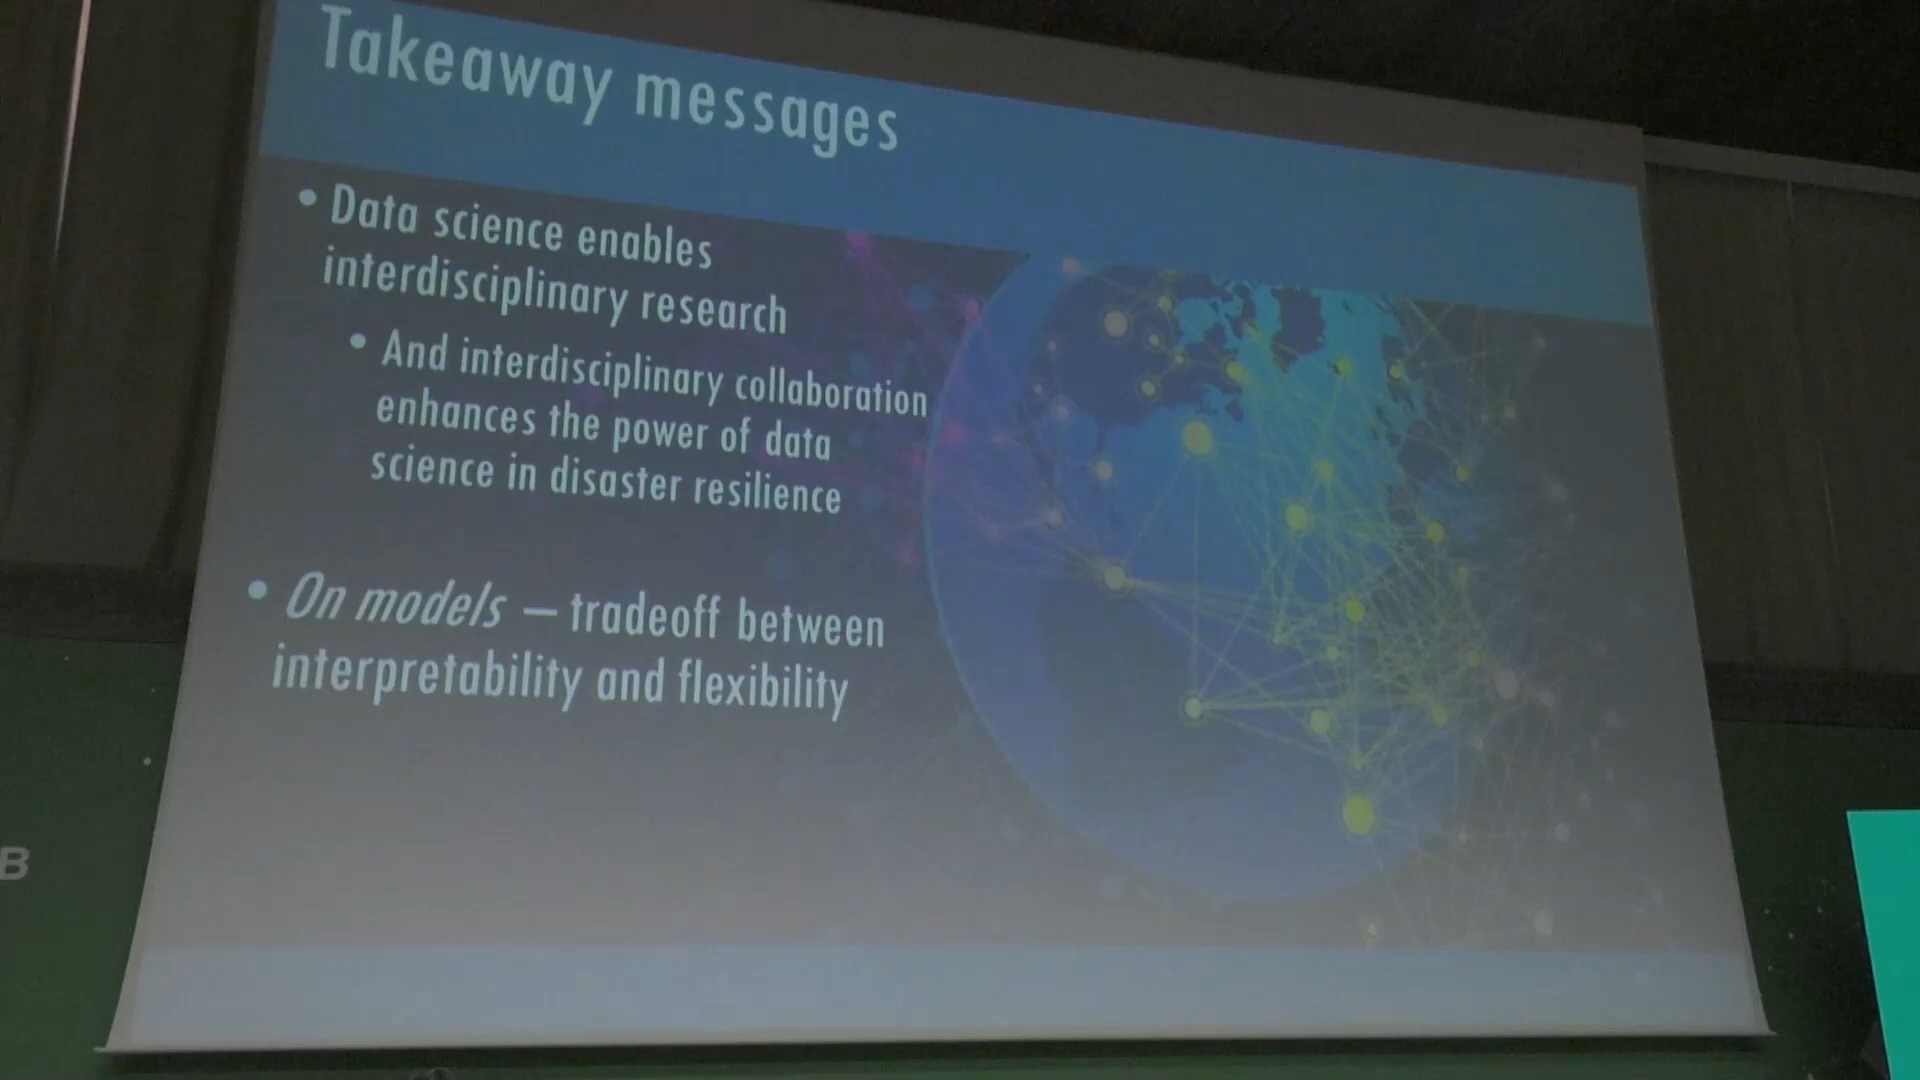 Takeaway messages
• Data science enables
interdisciplinary research
• And interdisciplinary collaboration
enhances the power of data
science in disaster resilience
• On models – tradeoff between
interpretability and flexibility
B